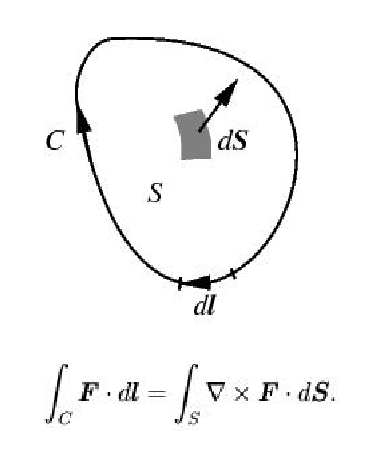 C
dS
S
dl
∫_C F · dl = ∫_S ∇ × F · dS.